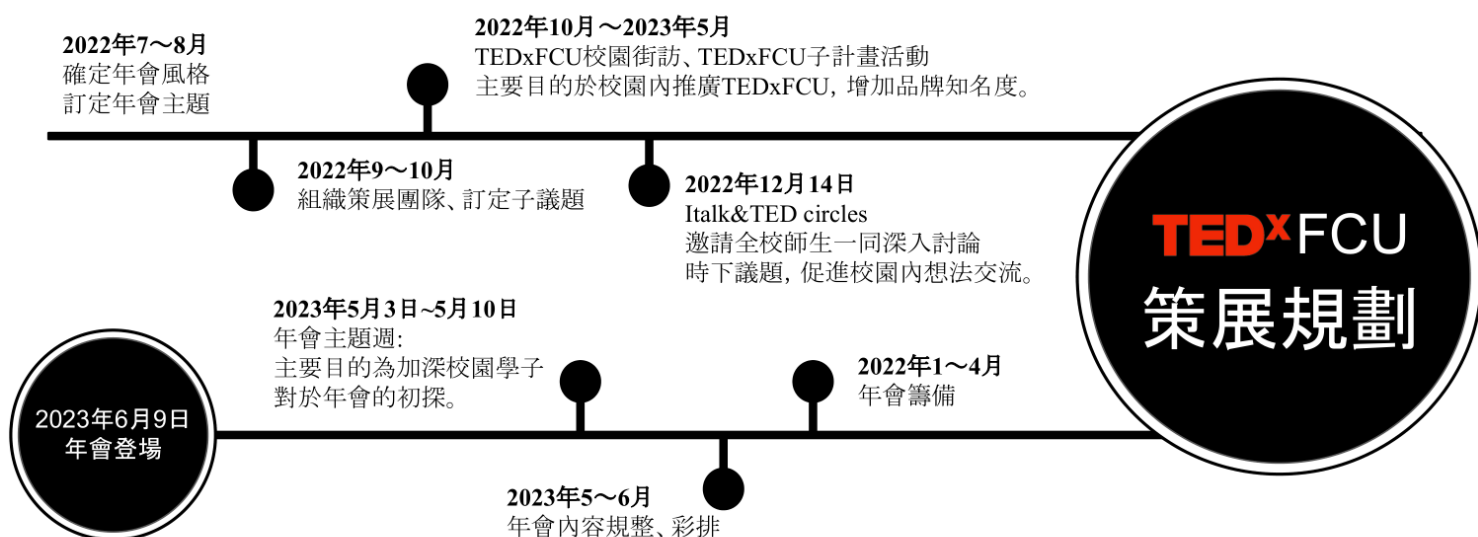 2022年7～8月
確定年會風格
訂定年會主題
2022年10月～2023年5月
TEDxFCU校園街訪、TEDxFCU子計畫活動
主要目的於校園內推廣TEDxFCU, 增加品牌知名度。
2022年9～10月
組織策展團隊、訂定子議題
2022年12月14日
Italk&TED circles
邀請全校師生一同深入討論
時下議題, 促進校園內想法交流。
TEDxFCU
策展規劃
2022年1～4月
年會籌備
2023年5月3日~5月10日
年會主題週:
主要目的為加深校園學子
對於年會的初探。
2023年5～6月
年會內容規整、彩排
2023年6月9日
年會登場